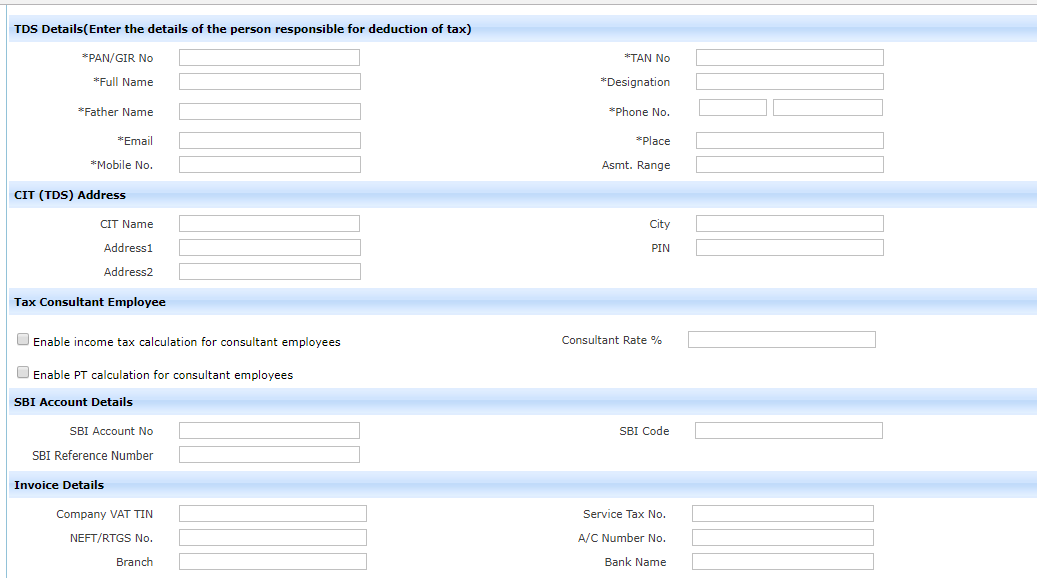 TDS Details(Enter the details of the person responsible for deduction of tax)
*PAN/GIR No *TAN No
*Full Name *Designation
*Father Name *Phone No.
*Email *Place
*Mobile No. Asmt. Range
CIT (TDS) Address
CIT Name City
Address1 PIN
Address2
Tax Consultant Employee
Enable income tax calculation for consultant employees Consultant Rate %
Enable PT calculation for consultant employees
SBI Account Details
SBI Account No SBI Code
SBI Reference Number
Invoice Details
Company VAT TIN Service Tax No.
NEFT/RTGS No. A/C Number No.
Branch Bank Name